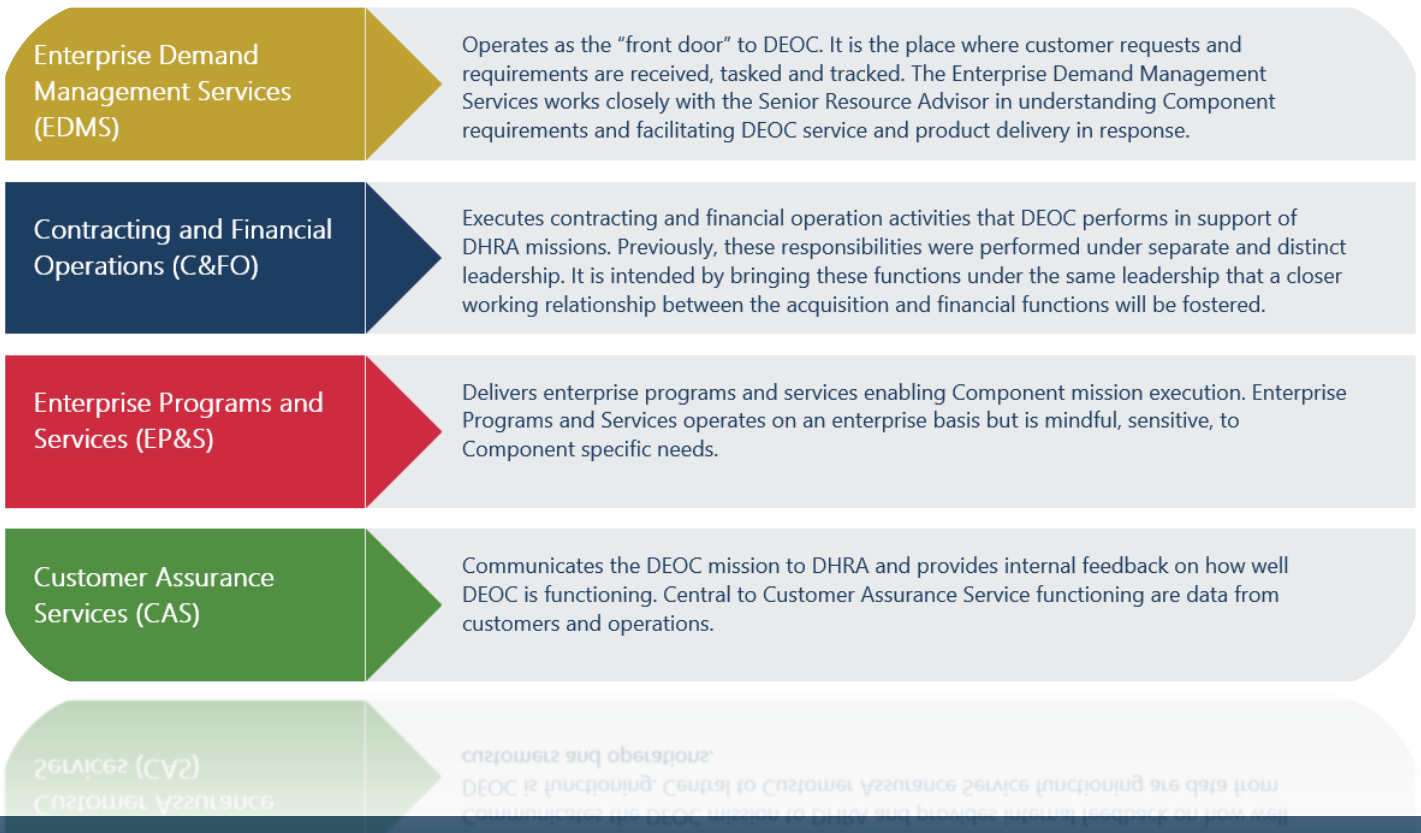 Enterprise Demand
Management Services
(EDMS)
Operates as the “front door” to DEOC. It is the place where customer requests and
requirements are received, tasked and tracked. The Enterprise Demand Management
Services works closely with the Senior Resource Advisor in understanding Component
requirements and facilitating DEOC service and product delivery in response.
Contracting and Financial
Operations (C&FO)
Executes contracting and financial operation activities that DEOC performs in support of
DHRA missions. Previously, these responsibilities were performed under separate and distinct
leadership. It is intended by bringing these functions under the same leadership that a closer
working relationship between the acquisition and financial functions will be fostered.
Enterprise Programs and
Services (EP&S)
Delivers enterprise programs and services enabling Component mission execution. Enterprise
Programs and Services operates on an enterprise basis but is mindful, sensitive, to
Component specific needs.
Customer Assurance
Services (CAS)
Communicates the DEOC mission to DHRA and provides internal feedback on how well
DEOC is functioning. Central to Customer Assurance Service functioning are data from
customers and operations.